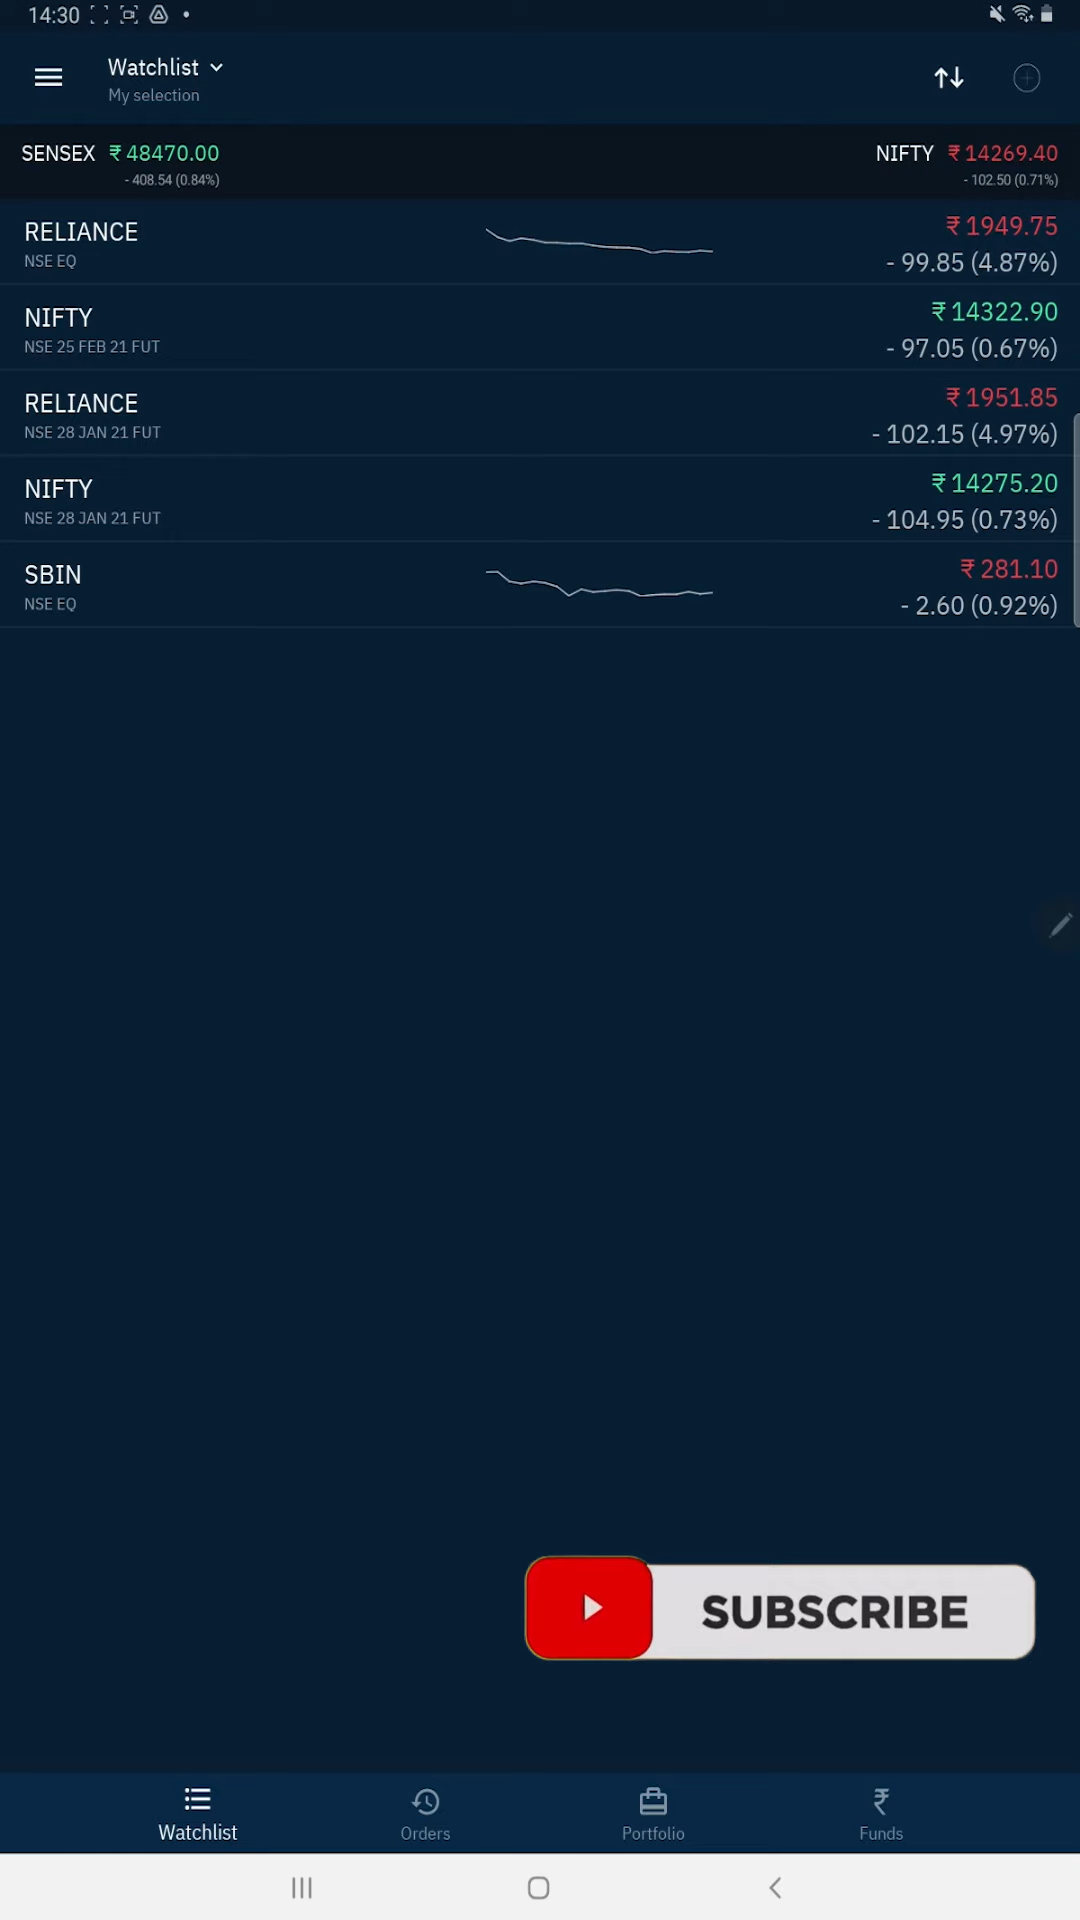 14:30
Watchlist
My selection
SENSEX ₹ 48470.00
- 408.54 (0.84%)
NIFTY ₹ 14269.40
- 102.50 (0.71%)
RELIANCE
NSE EQ
₹ 1949.75
- 99.85 (4.87%)
NIFTY
NSE 25 FEB 21 FUT
₹ 14322.90
- 97.05 (0.67%)
RELIANCE
NSE 28 JAN 21 FUT
₹ 1951.85
- 102.15 (4.97%)
NIFTY
NSE 28 JAN 21 FUT
₹ 14275.20
- 104.95 (0.73%)
SBIN
NSE EQ
₹ 281.10
- 2.60 (0.92%)
SUBSCRIBE
Watchlist
Orders
Portfolio
₹
Funds